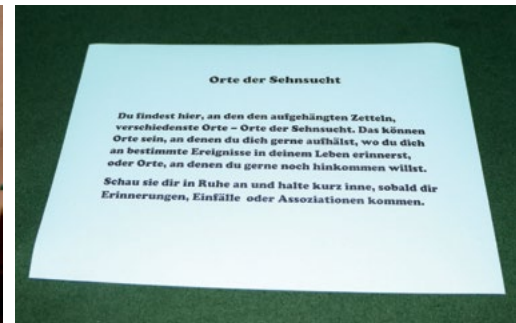 Orte der Sehnsucht
Du findest hier, an den den aufgehängten Zetteln,
verschiedenste Orte – Orte der Sehnsucht. Das können
Orte sein, an denen du dich gerne aufhälst, wo du dich
an bestimmte Ereignisse in deinem Leben erinnerst,
oder Orte, an denen du gerne noch hinkommen willst.
Schau sie dir in Ruhe an und halte kurz inne, sobald dir
Erinnerungen, Einfälle oder Assoziationen kommen.